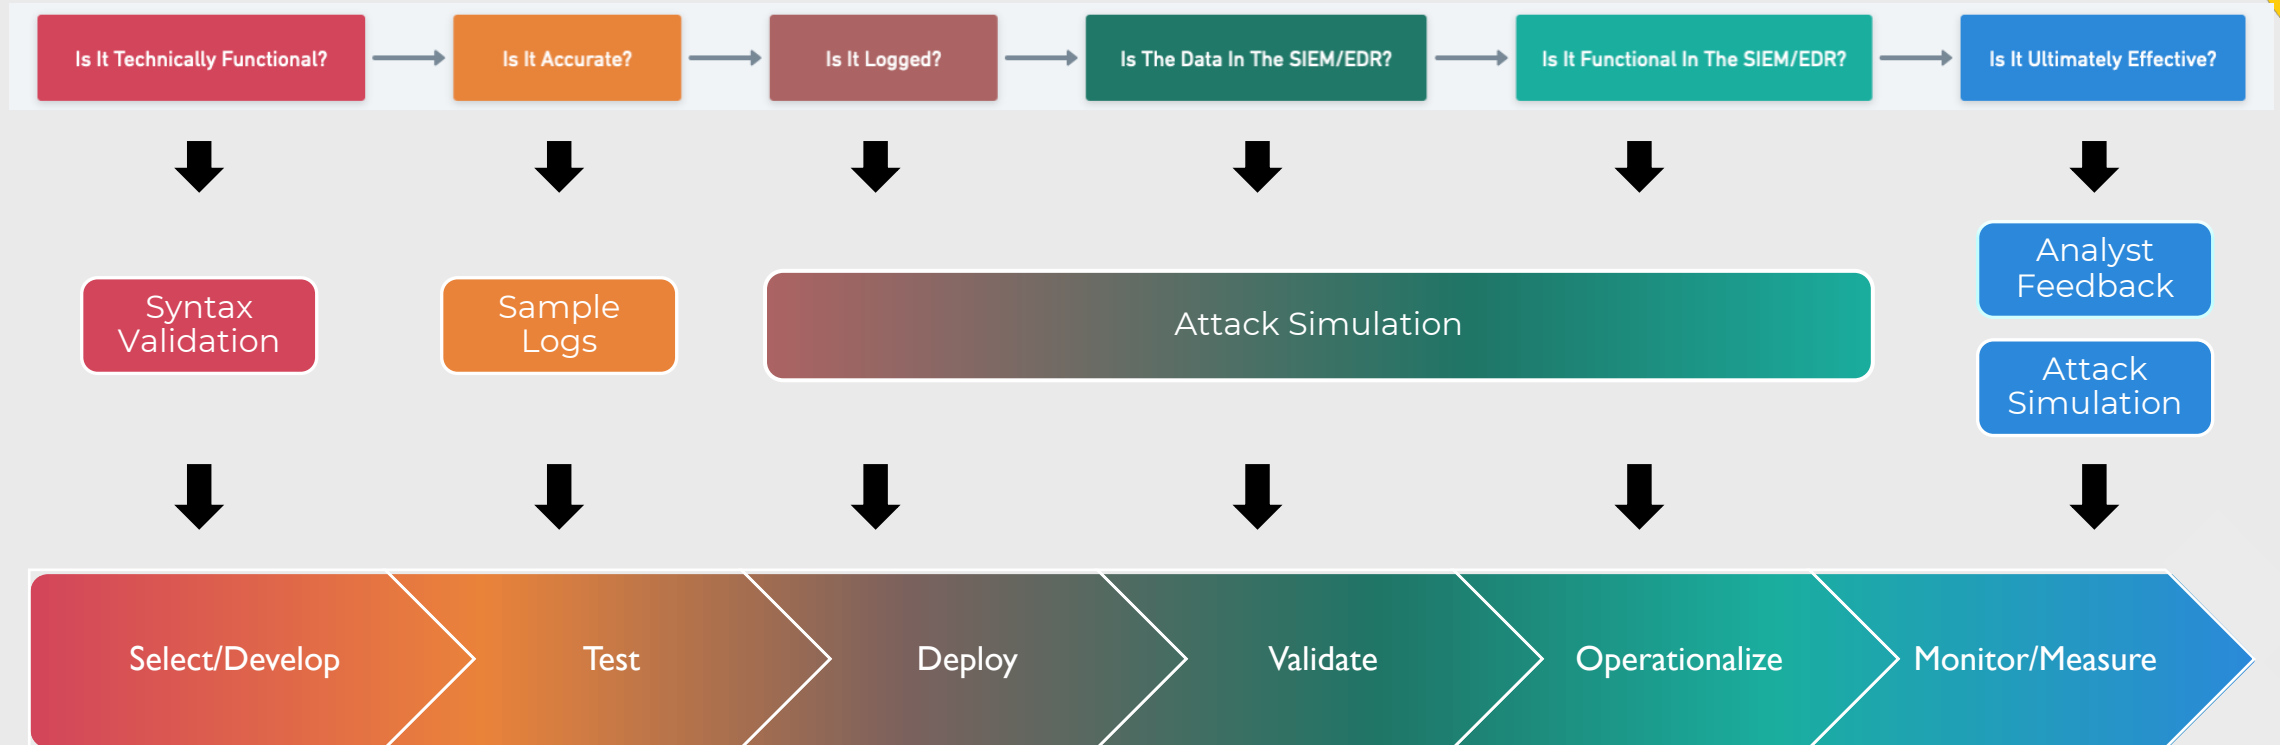 Is It Technically Functional?
Is It Accurate?
Is It Logged?
Is The Data In The SIEM/EDR?
Is It Functional In The SIEM/EDR?
Is It Ultimately Effective?
Syntax
Validation
Sample
Logs
Attack Simulation
Analyst
Feedback
Attack
Simulation
Select/Develop
Test
Deploy
Validate
Operationalize
Monitor/Measure